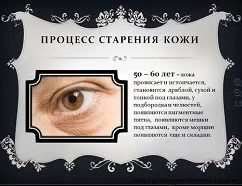 ПРОЦЕСС СТАРЕНИЯ КОЖИ
50 – 60 лет - кожа
провисает и истончается,
становится дряблой, сухой и
тонкой под глазами, у
подбородка и челюстей,
появляются пигментные
пятна, появляются мешки
под глазами, кроме морщин
появляются еще и складки.